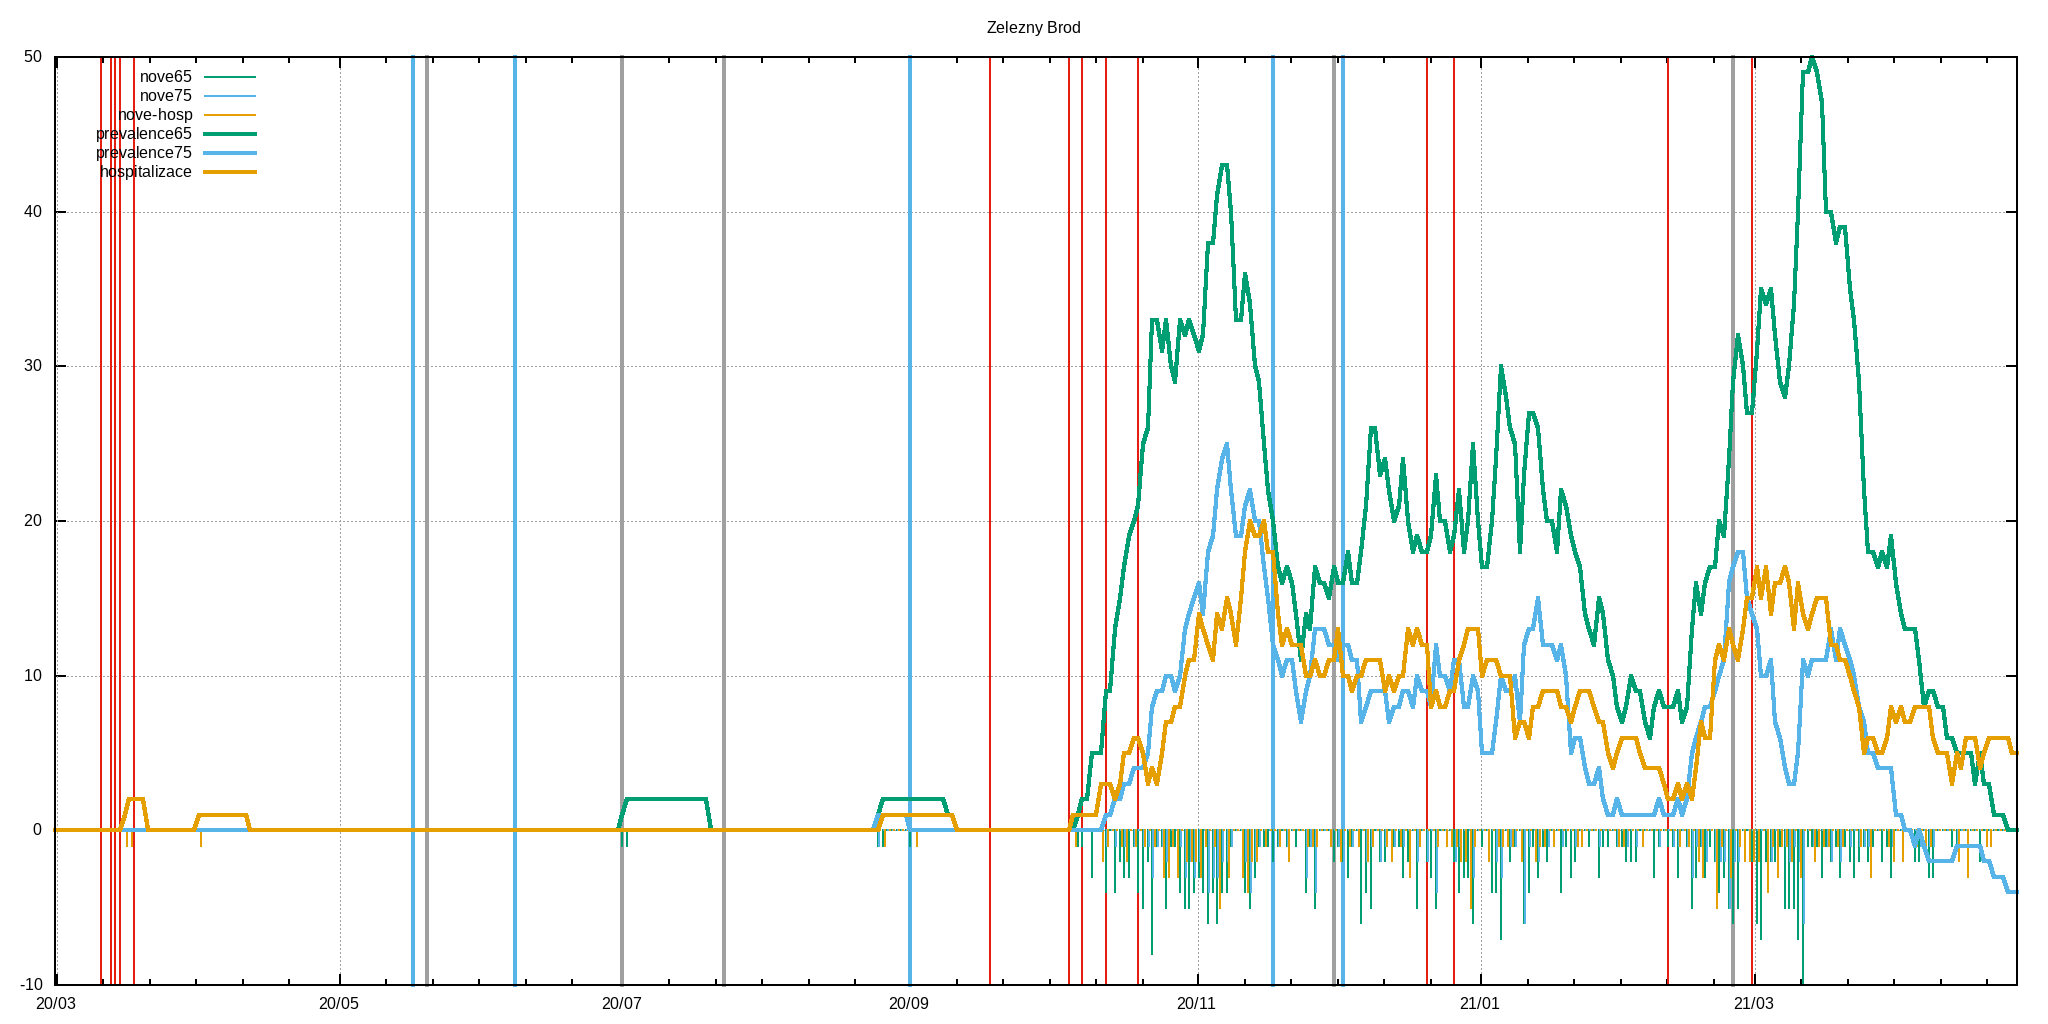 Zelezny Brod
50
40
30
20
10
0
-10
nove65
nove75
nove-hosp
prevalence65
prevalence75
hospitalizace
20/03 20/05 20/07 20/09 20/11 21/01 21/03